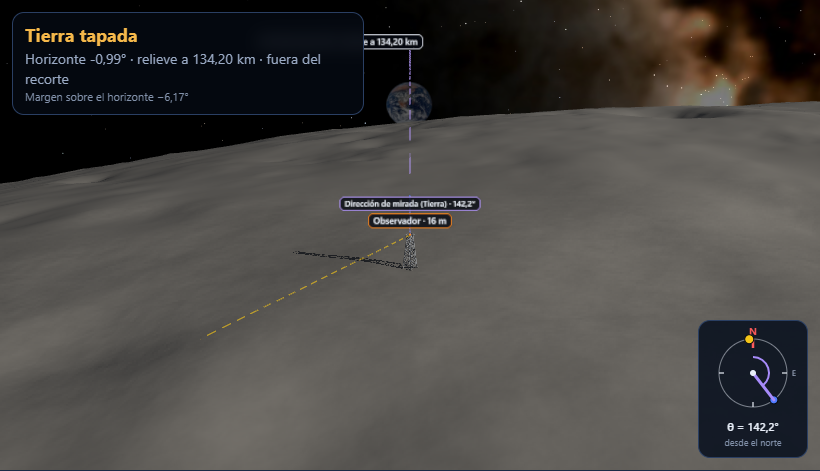 Tierra tapada
Horizonte -0,99° · relieve a 134,20 km · fuera del
recorte
Margen sobre el horizonte −6,17°
e a 134,20 km
Dirección de mirada (Tierra) · 142,2°
Observador · 16 m
N
E
θ = 142,2°
desde el norte